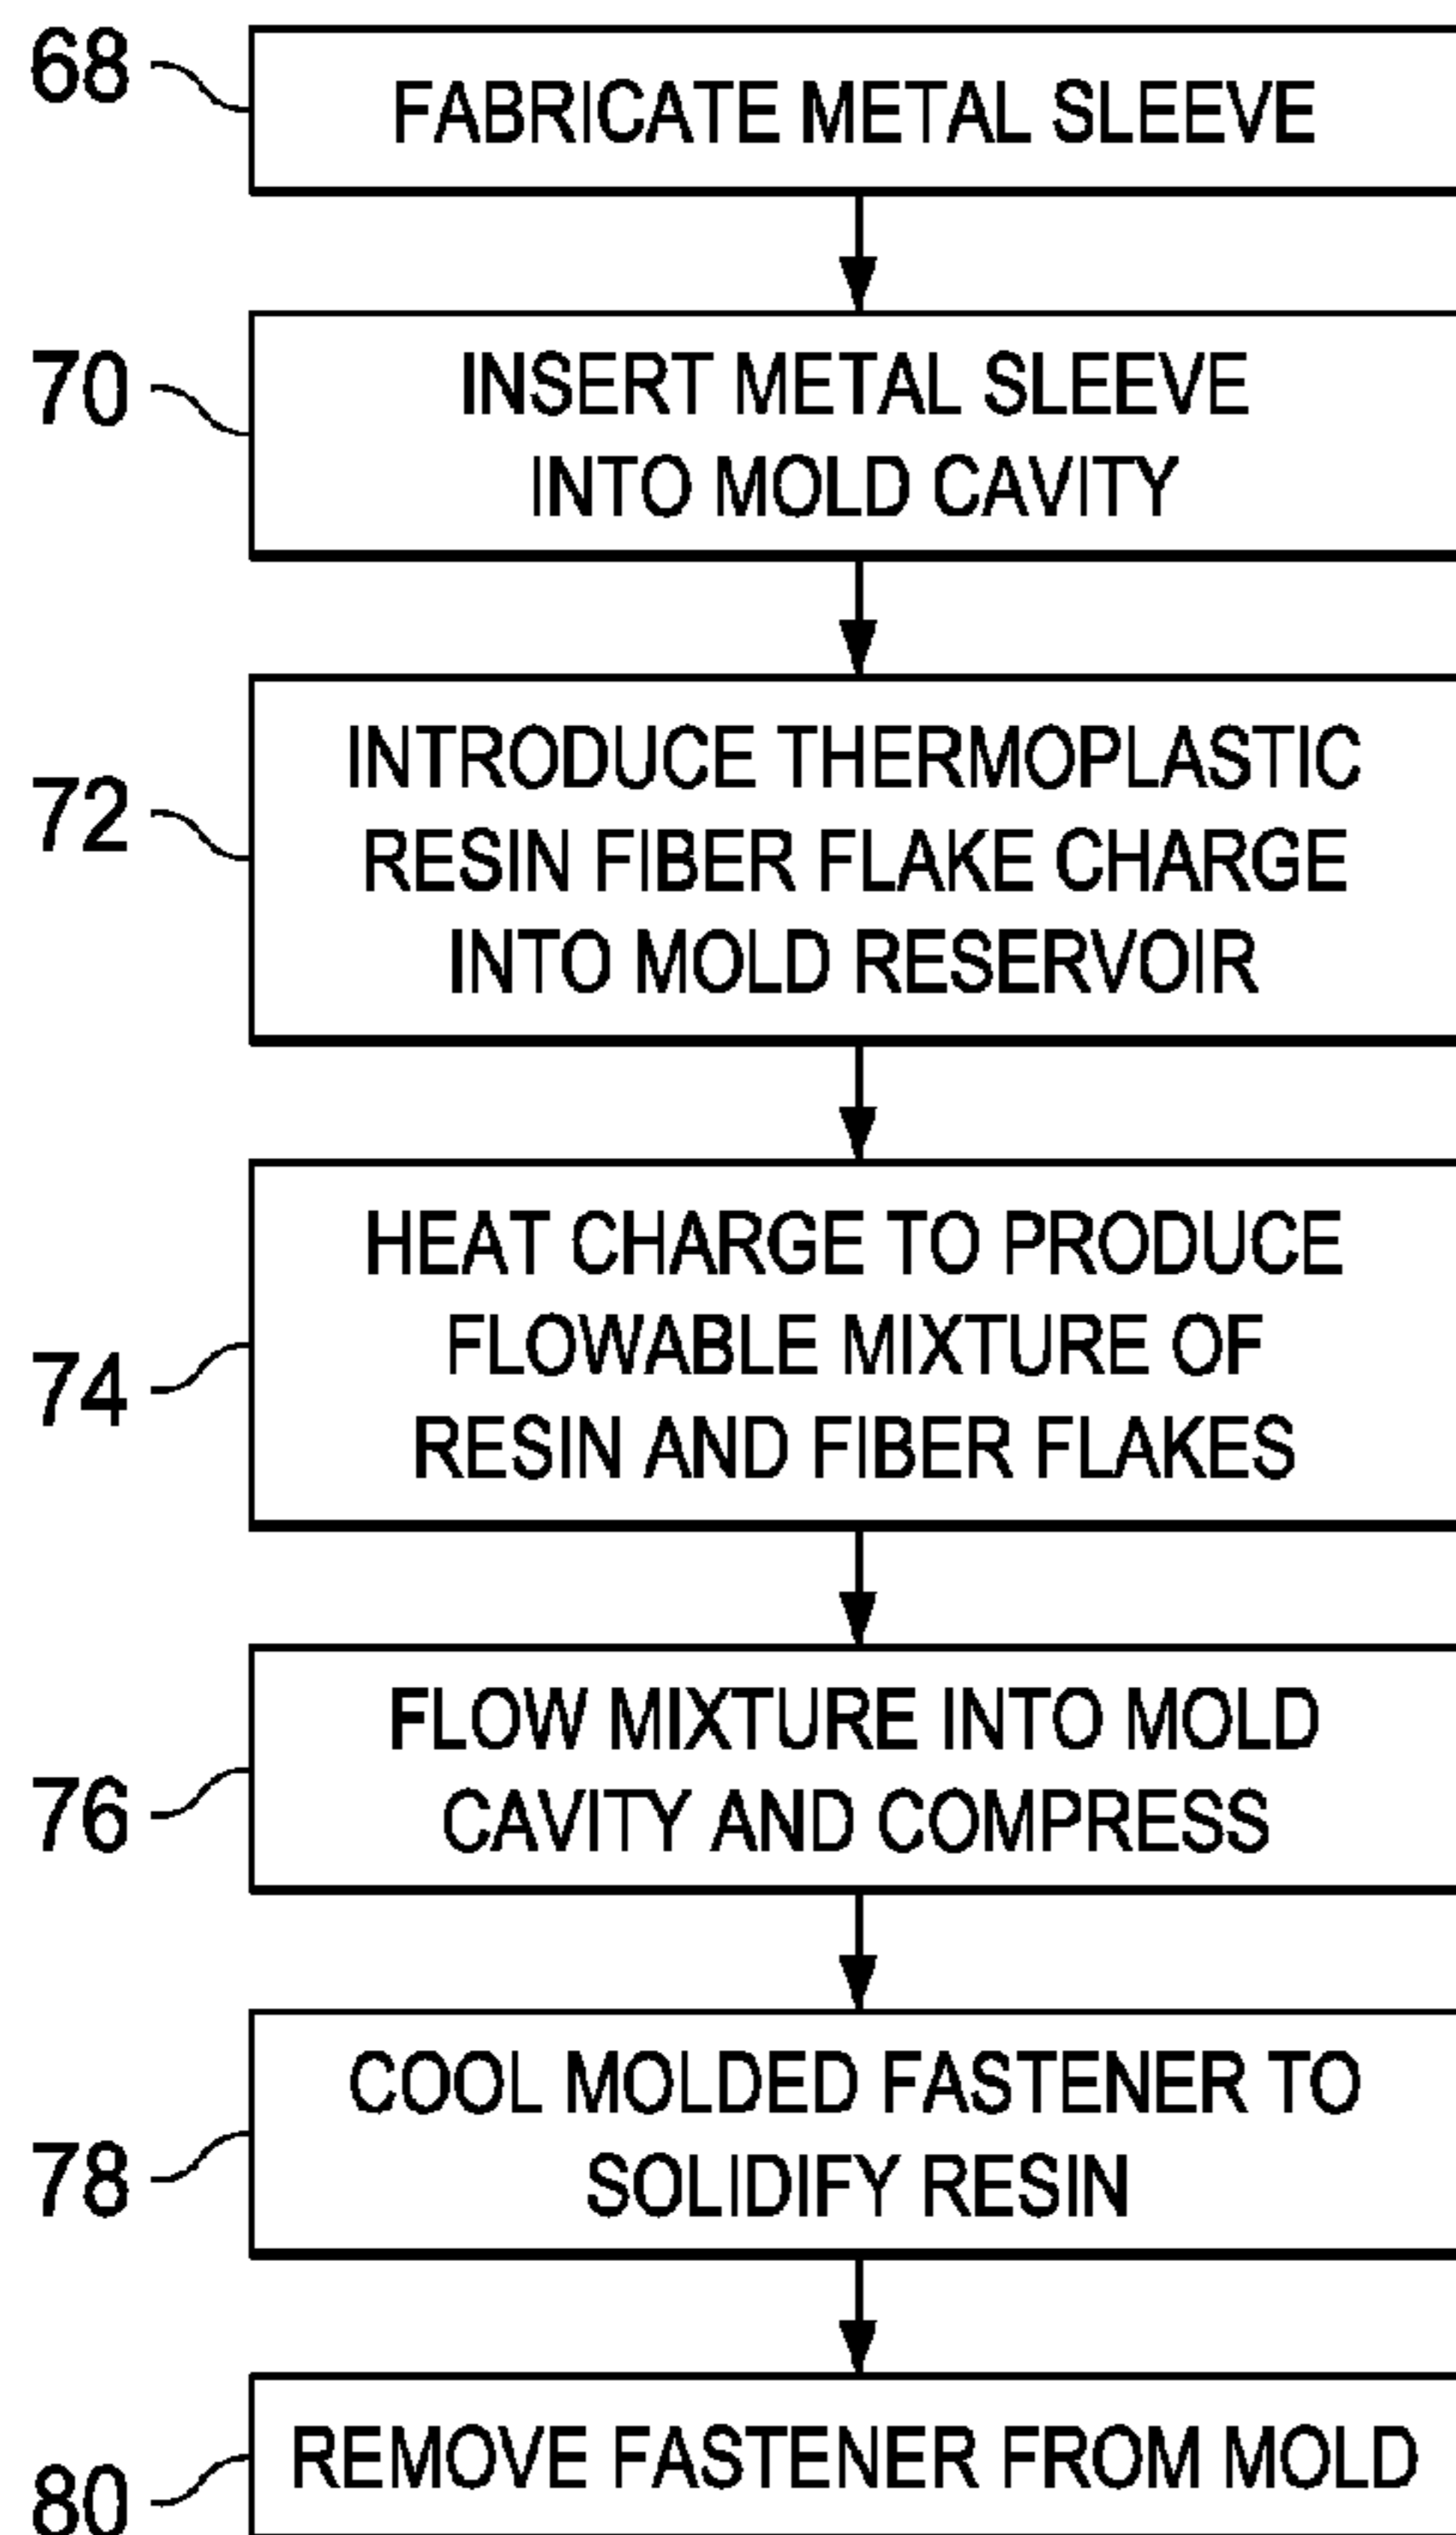 68
FABRICATE METAL SLEEVE
70
INSERT METAL SLEEVE
INTO MOLD CAVITY
72
INTRODUCE THERMOPLASTIC
RESIN FIBER FLAKE CHARGE
INTO MOLD RESERVOIR
74
HEAT CHARGE TO PRODUCE
FLOWABLE MIXTURE OF
RESIN AND FIBER FLAKES
76
FLOW MIXTURE INTO MOLD
CAVITY AND COMPRESS
78
COOL MOLDED FASTENER TO
SOLIDIFY RESIN
80
REMOVE FASTENER FROM MOLD